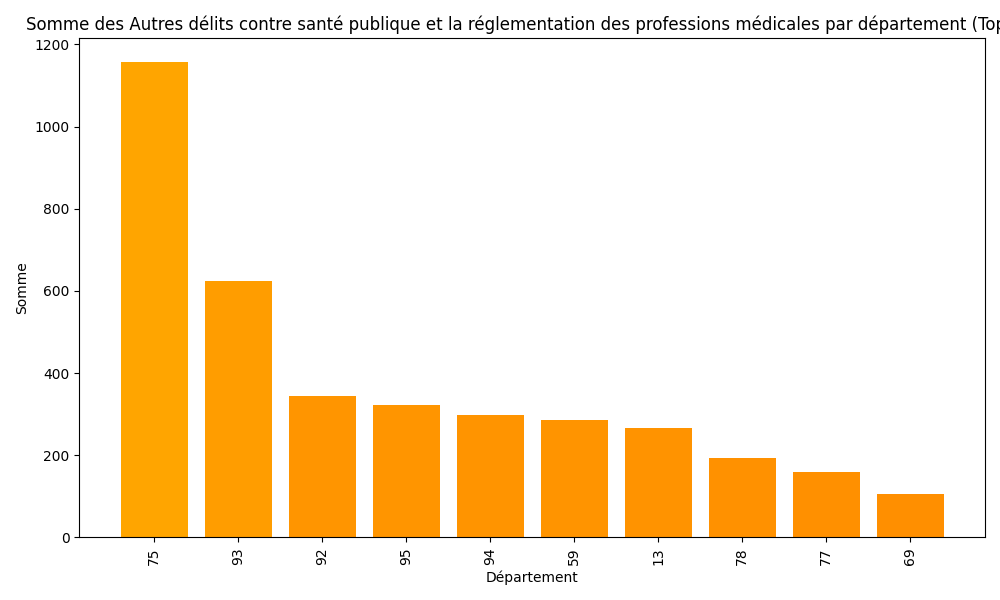 Somme des Autres délits contre santé publique et la réglementation des professions médicales par département (Top
1200
1000
800
600
400
200
0
Somme
75 93 92 95 94 59 13 78 77 69
Département